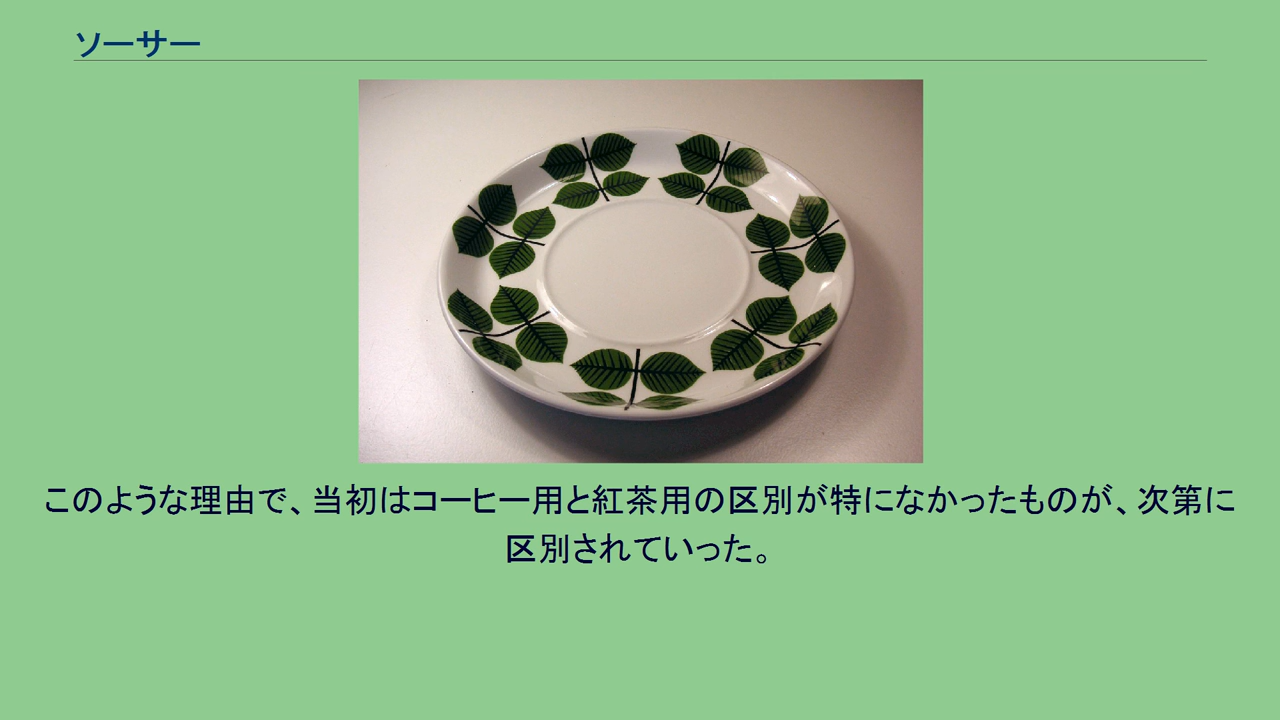 ソーサー
このような理由で、当初はコーヒー用と紅茶用の区別が特になかったものが、次第に
区別されていった。